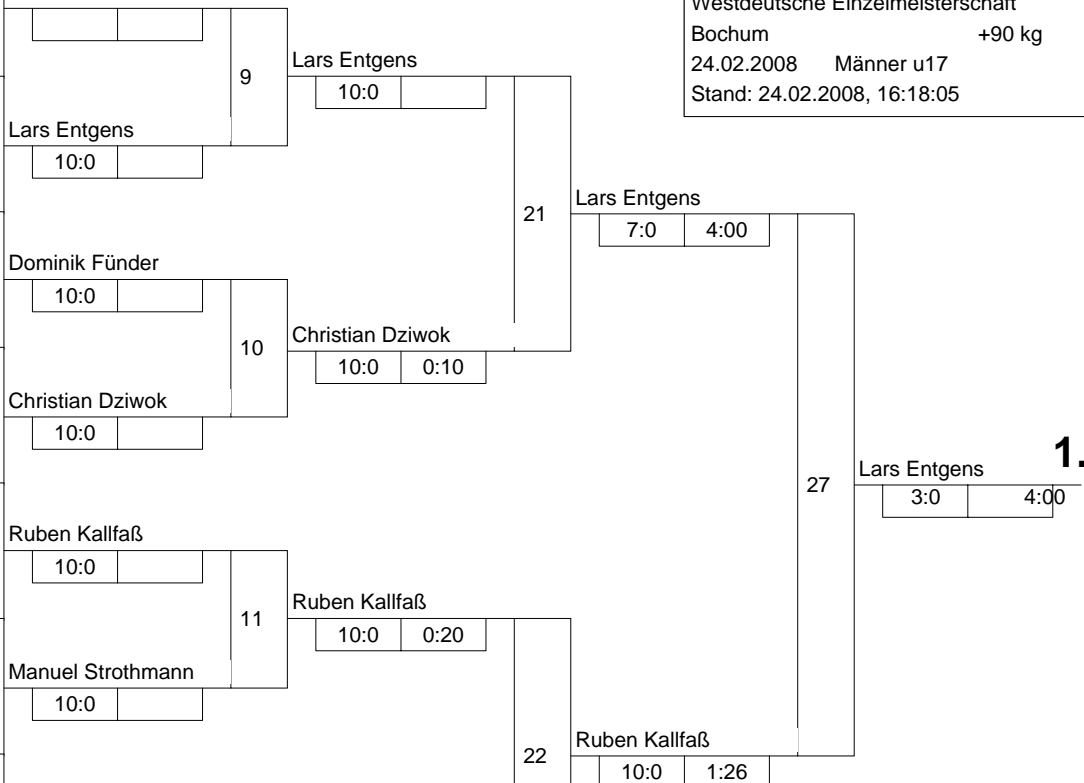 Westdeutsche Einzelmeisterschaft
Bochum +90 kg
24.02.2008 Männer u17
Stand: 24.02.2008, 16:18:05
9
Lars Entgens
10:0
Lars Entgens
10:0
21
Lars Entgens
7:0 4:00
Dominik Fünder
10:0
10
Christian Dziwok
10:0 0:10
Christian Dziwok
10:0
27
Lars Entgens 1.
3:0 4:00
Ruben Kallfaß
10:0
11
Ruben Kallfaß
10:0 0:20
Manuel Strothmann
10:0
22
Ruben Kallfaß
10:0 1:26